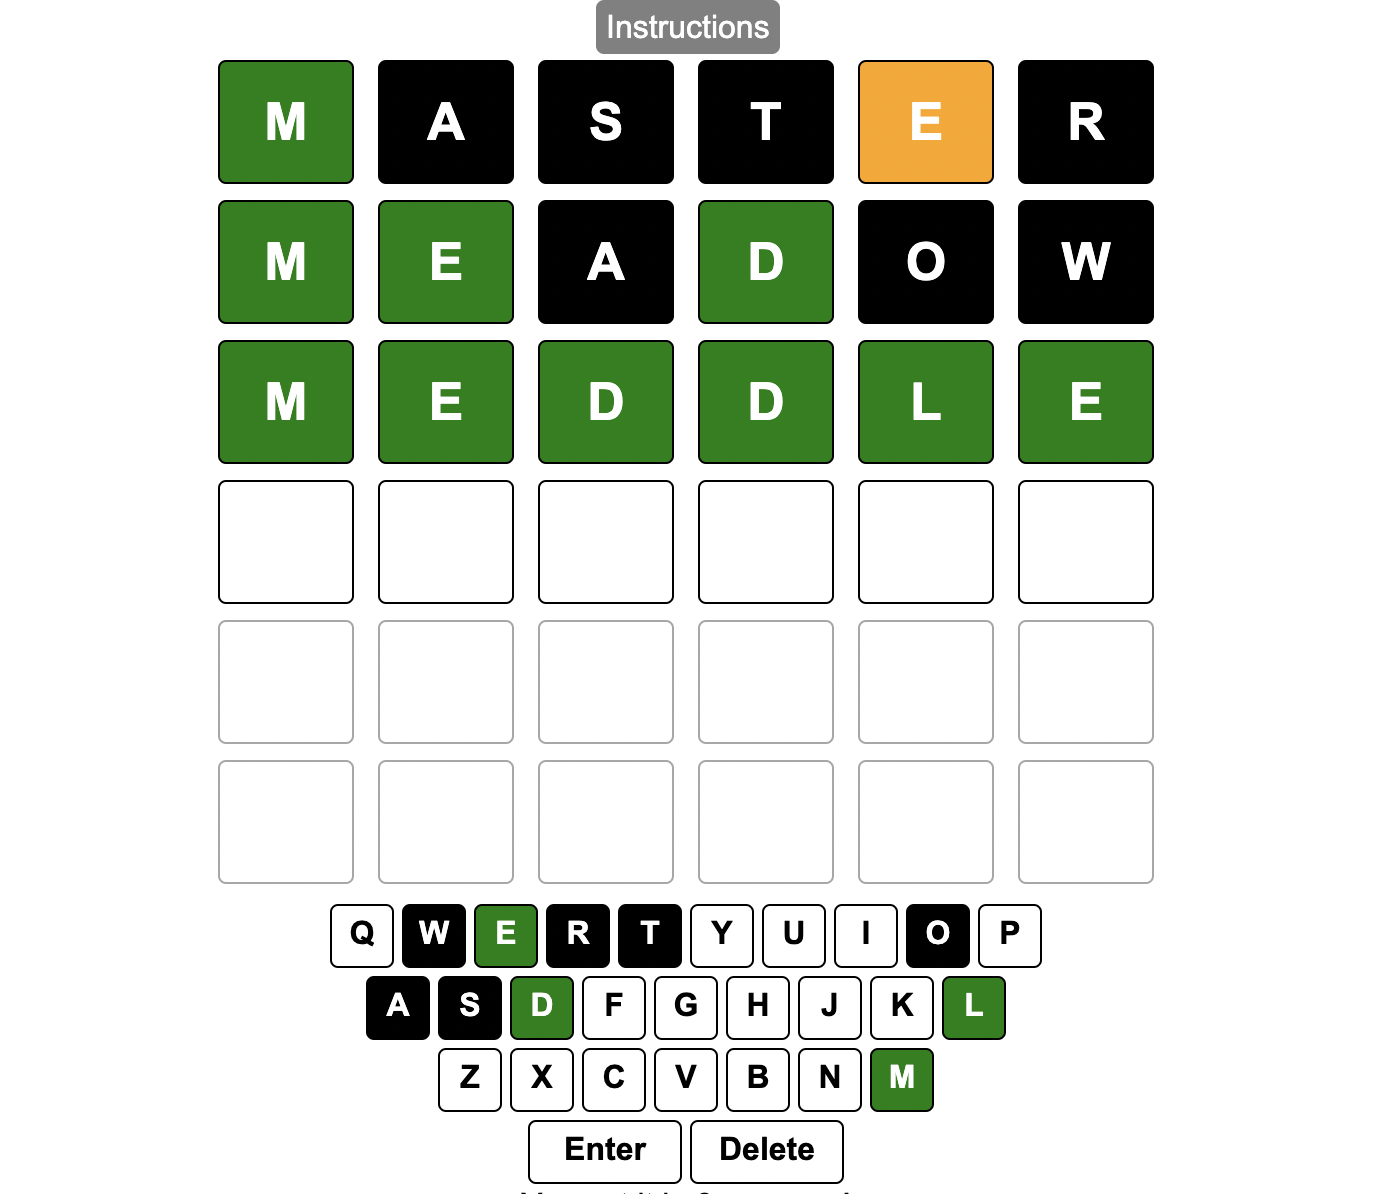 Instructions
M A S T E R
M E A D O W
M E D D L E
Q W E R T Y U I O P
A S D F G H J K L
Z X C V B N M
Enter Delete